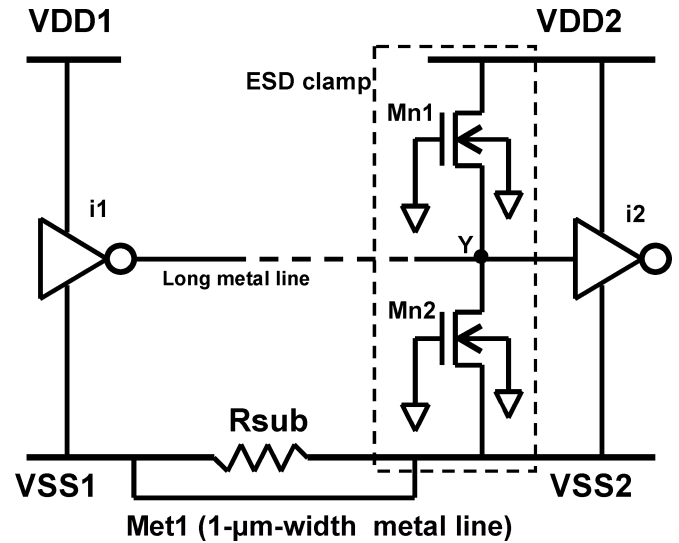 VDD1
VDD2
ESD clamp
Mn1
i1
i2
Y
Long metal line
Mn2
Rsub
VSS1
VSS2
Met1 (1-µm-width metal line)